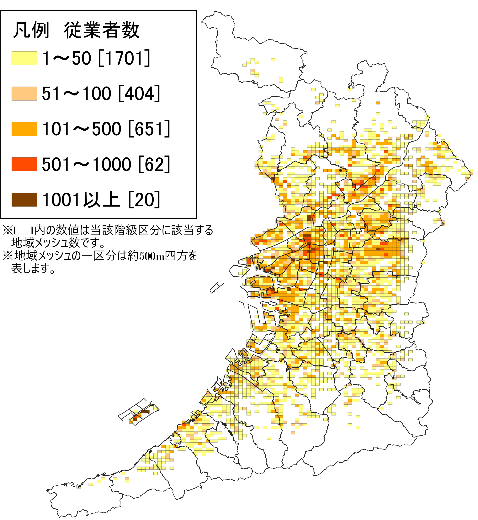 凡例 従業者数
1～50 [1701]
51～100 [404]
101～500 [651]
501～1000 [62]
1001以上 [20]
※[ ]内の数値は当該階級区分に該当する
地域メッシュ数です。
※地域メッシュの一区分は約500m四方を
表します。